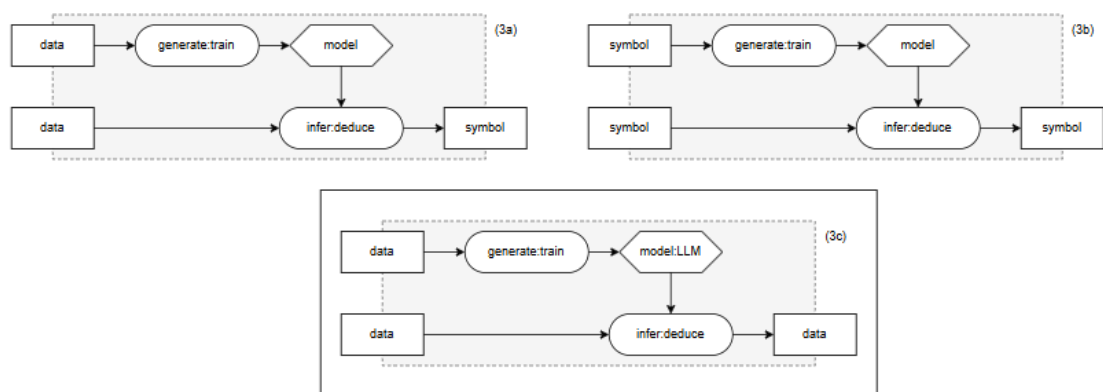 data
generate:train
model
(3a)
data
infer:deduce
symbol
symbol
generate:train
model
(3b)
symbol
infer:deduce
symbol
data
generate:train
model:LLM
(3c)
data
infer:deduce
data